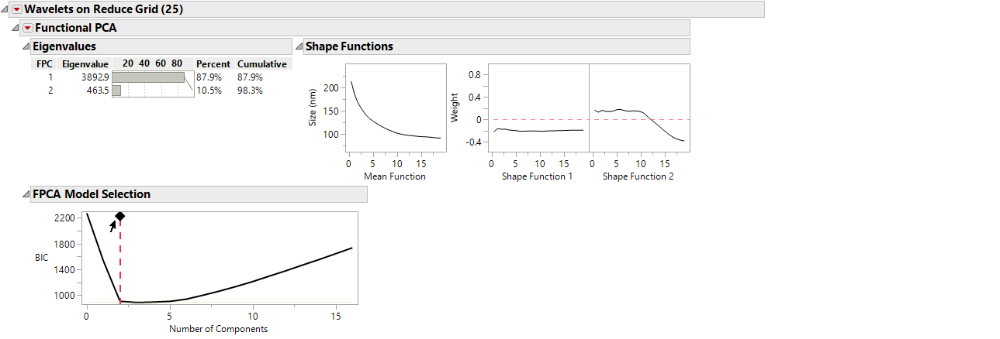 Wavelets on Reduce Grid (25)
Functional PCA
Eigenvalues
FPC Eigenvalue 20 40 60 80 Percent Cumulative
1 3892.9 87.9% 87.9%
2 463.5 10.5% 98.3%
Shape Functions
Size (nm)
200
150
100
0 5 10 15
Mean Function
Weight
0.8
0.4
0
-0.4
0 5 10 15
Shape Function 1
0 5 10 15
Shape Function 2
FPCA Model Selection
BIC
2200
1800
1400
1000
0 5 10 15
Number of Components